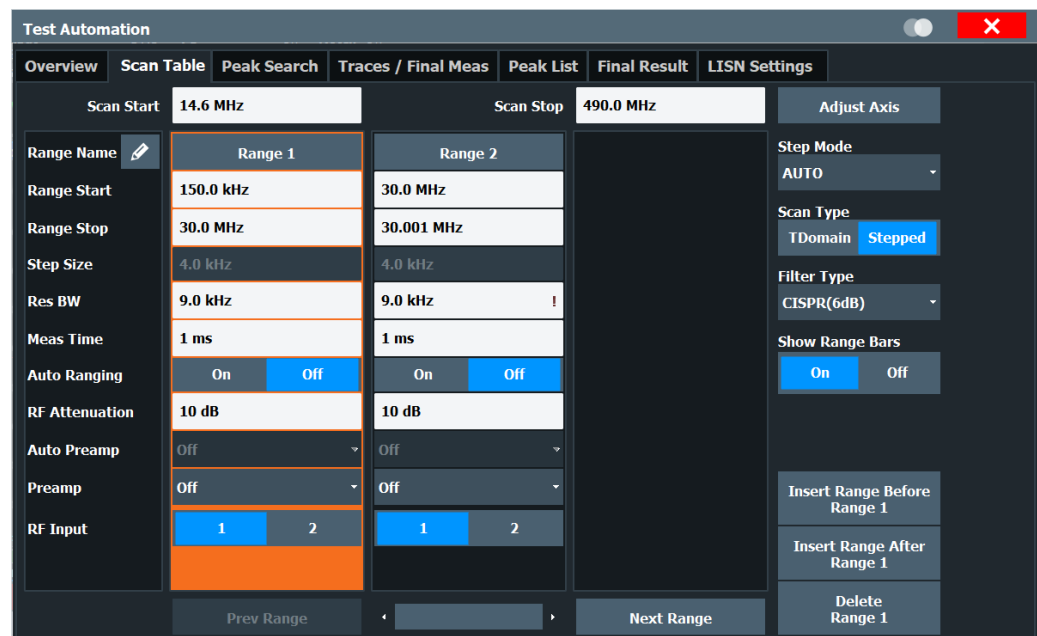 Test Automation
Overview Scan Table Peak Search Traces / Final Meas Peak List Final Result LISN Settings
Scan Start 14.6 MHz Scan Stop 490.0 MHz Adjust Axis
Range Name Range 1 Range 2
Range Start 150.0 kHz 30.0 MHz
Range Stop 30.0 MHz 30.001 MHz
Step Size 4.0 kHz 4.0 kHz
Res BW 9.0 kHz 9.0 kHz !
Meas Time 1 ms 1 ms
Auto Ranging On Off On Off
RF Attenuation 10 dB 10 dB
Auto Preamp Off Off
Preamp Off Off
RF Input 1 2 1 2
Step Mode
AUTO
Scan Type
TDomain Stepped
Filter Type
CISPR(6dB)
Show Range Bars
On Off
Insert Range Before
Range 1
Insert Range After
Range 1
Delete
Range 1
Prev Range Next Range